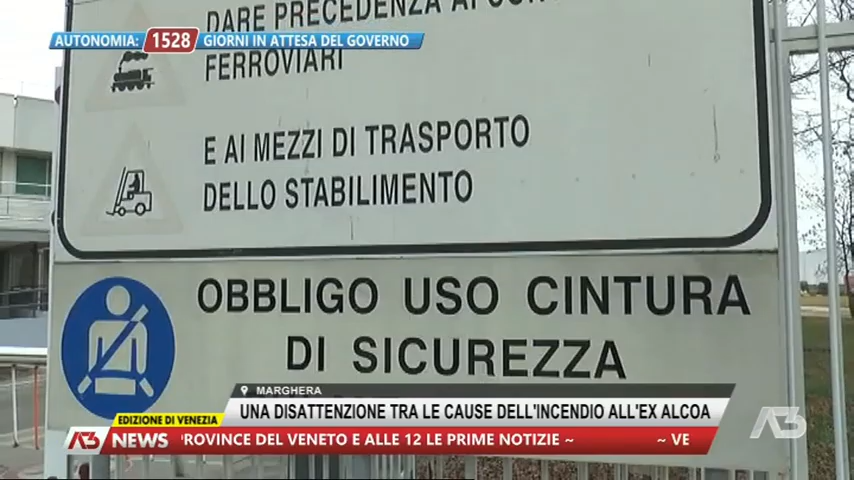 DARE PRECEDENZA AI
AUTONOMIA: 1528 GIORNI IN ATTESA DEL GOVERNO
FERROVIARI
E AI MEZZI DI TRASPORTO
DELLO STABILIMENTO
OBBLIGO USO CINTURA
DI SICUREZZA
MARGHERA
UNA DISATTENZIONE TRA LE CAUSE DELL'INCENDIO ALL'EX ALCOA
EDIZIONE DI VENEZIA
A3 NEWS 'ROVINCE DEL VENETO E ALLE 12 LE PRIME NOTIZIE ~ ~ VE
A3